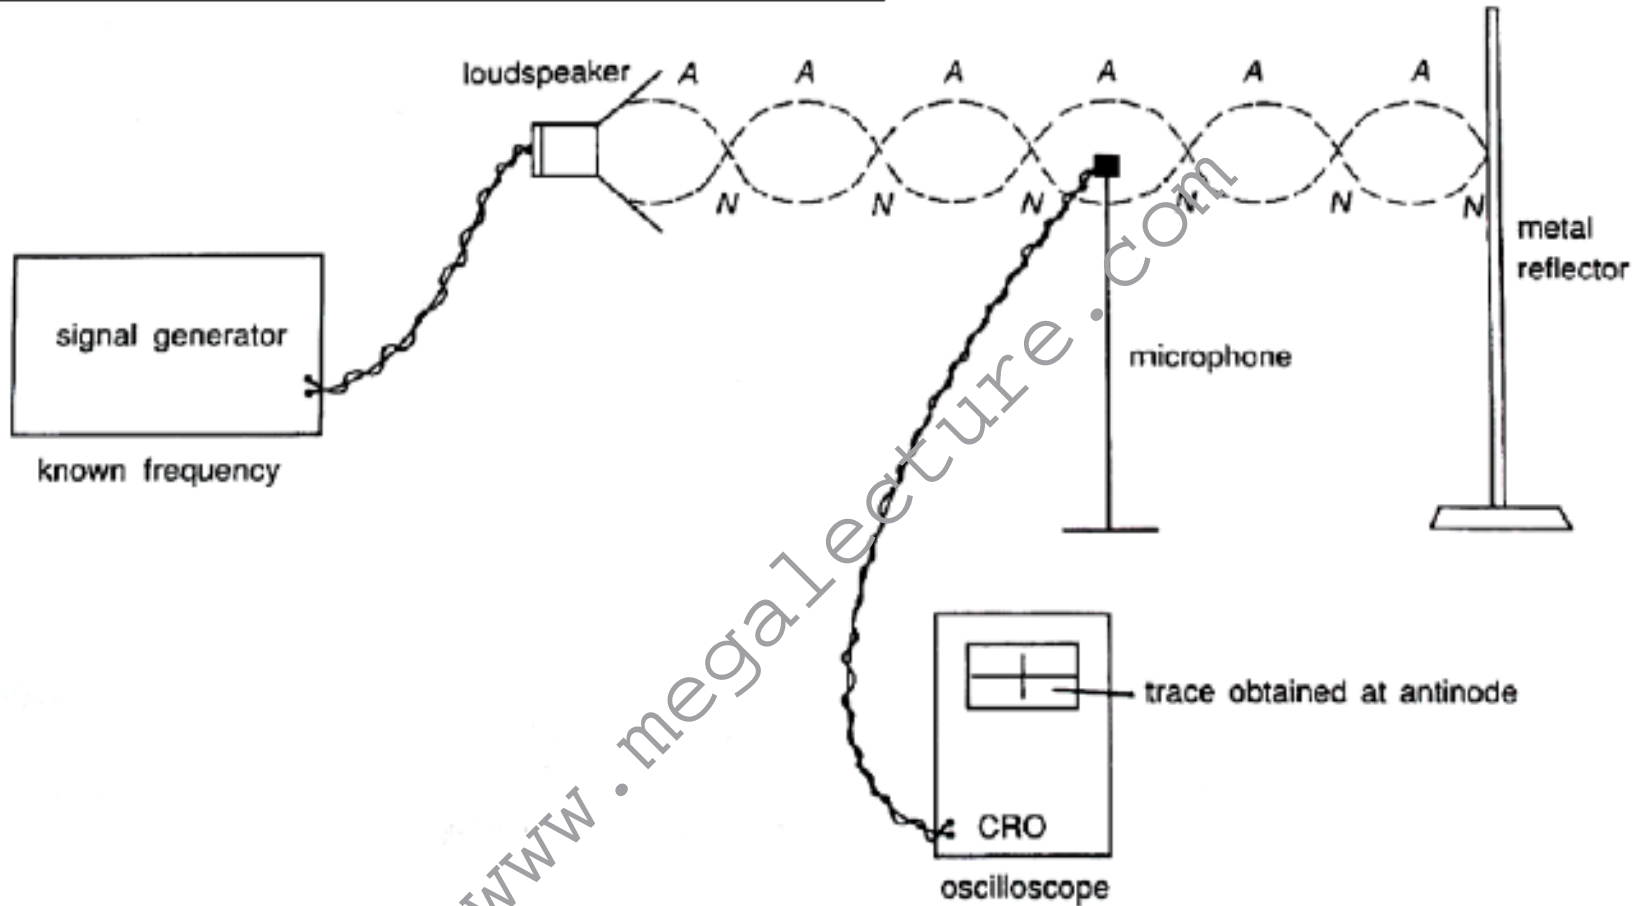 loudspeaker A A A A A A
N N N N N N
metal
reflector
signal generator
microphone
known frequency
trace obtained at antinode
CRO
oscilloscope
www.megalecture.com